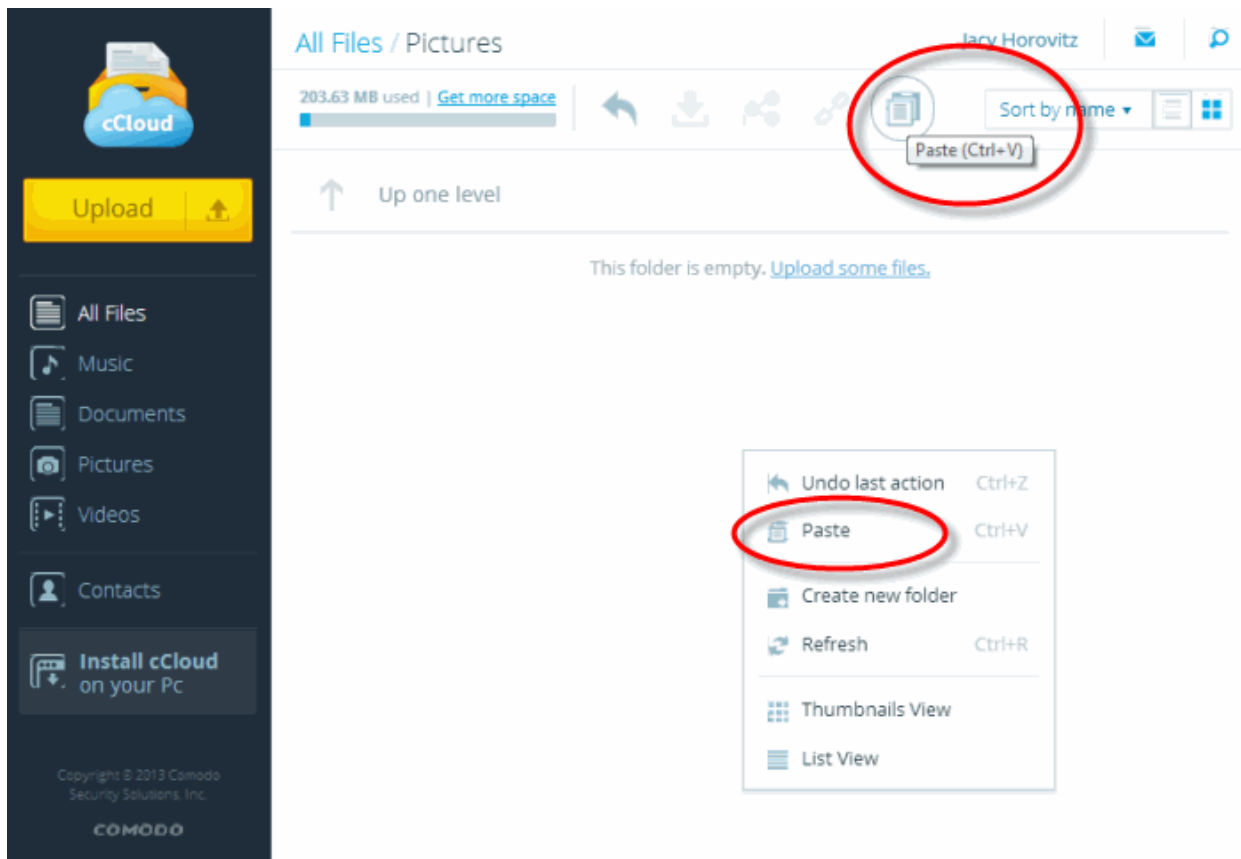 cCloud
All Files / Pictures
Jacy Horovitz
203.63 MB used | Get more space
Sort by name
Paste (Ctrl+V)
Upload
Up one level
This folder is empty. Upload some files.
All Files
Music
Documents
Pictures
Videos
Contacts
Install cCloud
on your Pc
Copyright © 2013 Comodo
Security Solutions, Inc.
COMODO
Undo last action Ctrl+Z
Paste Ctrl+V
Create new folder
Refresh Ctrl+R
Thumbnails View
List View